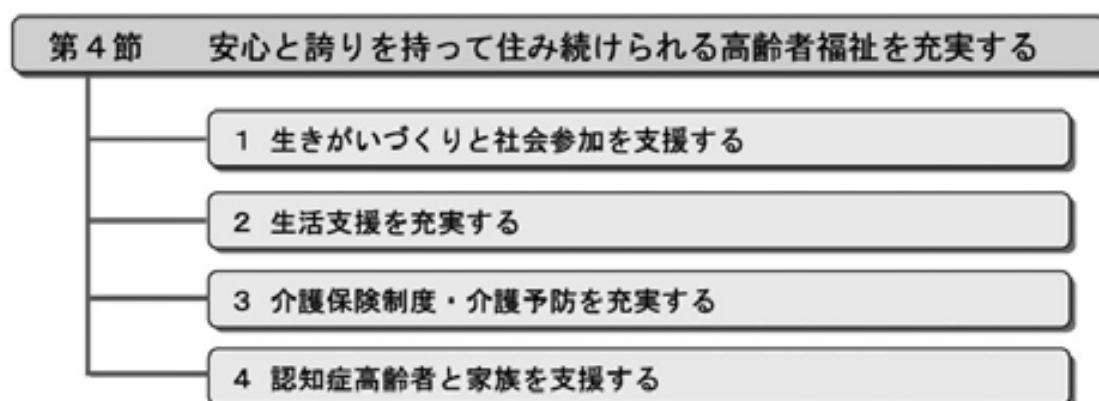 第４節　安心と誇りを持って住み続けられる高齢者福祉を充実する
１ 生きがいづくりと社会参加を支援する
２ 生活支援を充実する
３ 介護保険制度・介護予防を充実する
４ 認知症高齢者と家族を支援する